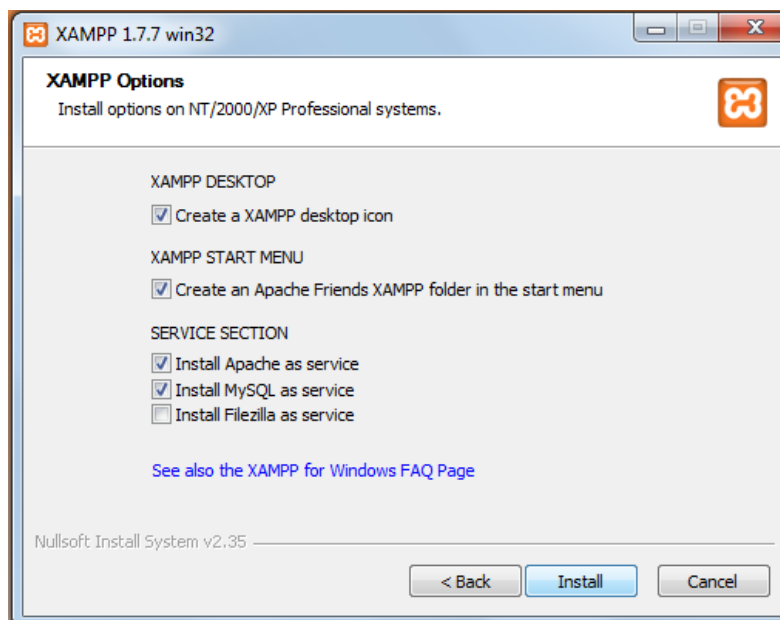 XAMPP 1.7.7 win32
XAMPP Options
Install options on NT/2000/XP Professional systems.
XAMPP DESKTOP
Create a XAMPP desktop icon
XAMPP START MENU
Create an Apache Friends XAMPP folder in the start menu
SERVICE SECTION
Install Apache as service
Install MySQL as service
Install Filezilla as service
See also the XAMPP for Windows FAQ Page
Nullsoft Install System v2.35
< Back Install Cancel